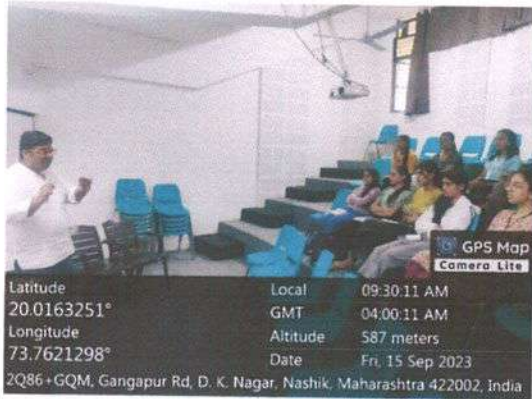 GPS Map
Camera Lite
Latitude
20.0163251°
Longitude
73.7621298°
Local 09:30:11 AM
GMT 04:00:11 AM
Altitude 587 meters
Date Fri, 15 Sep 2023
2Q86+GQM, Gangapur Rd, D. K. Nagar, Nashik, Maharashtra 422002, India